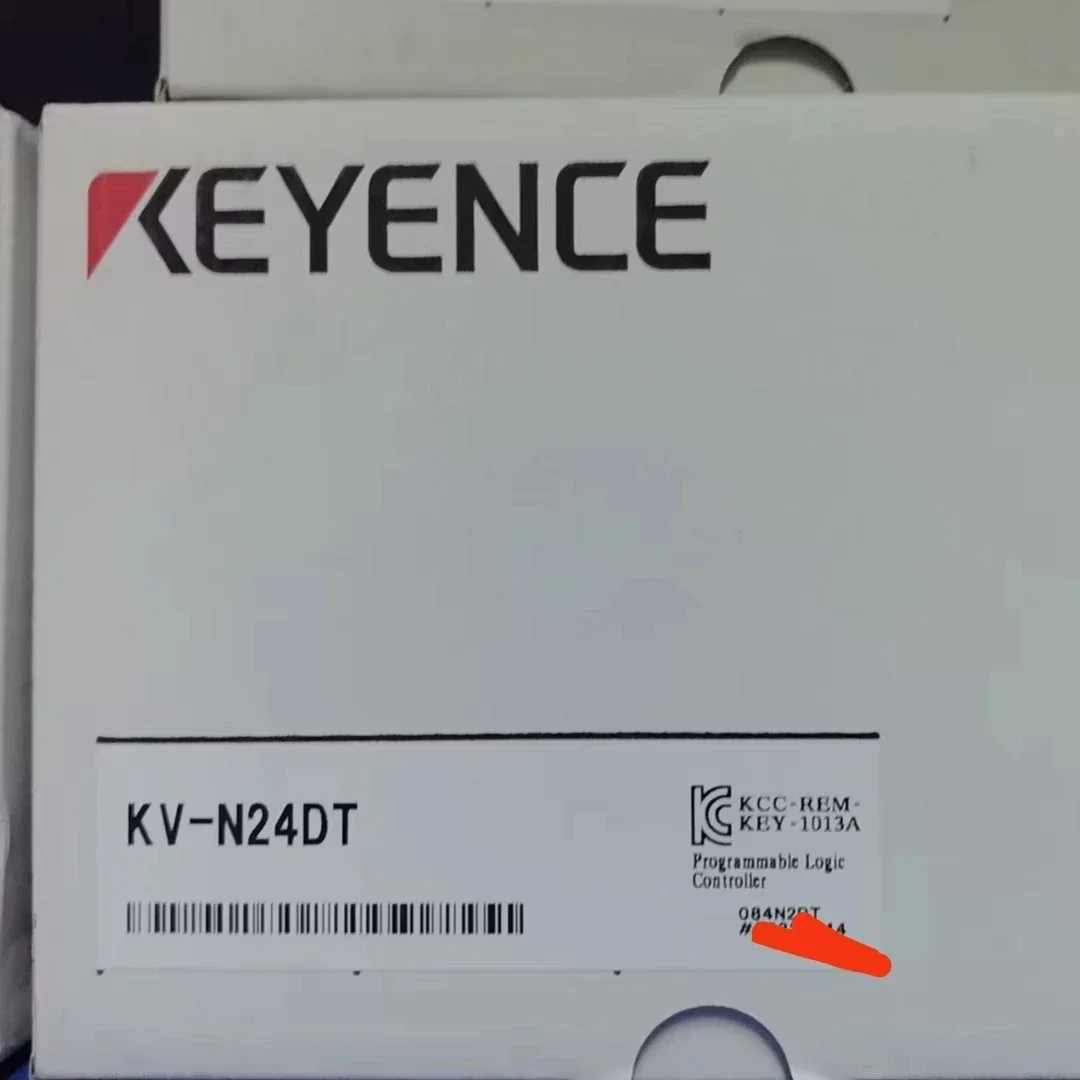 KEYENCE
KV-N24DT
KCC-REM-
KEY-1013A
Programmable Logic
Controller
084N2DT